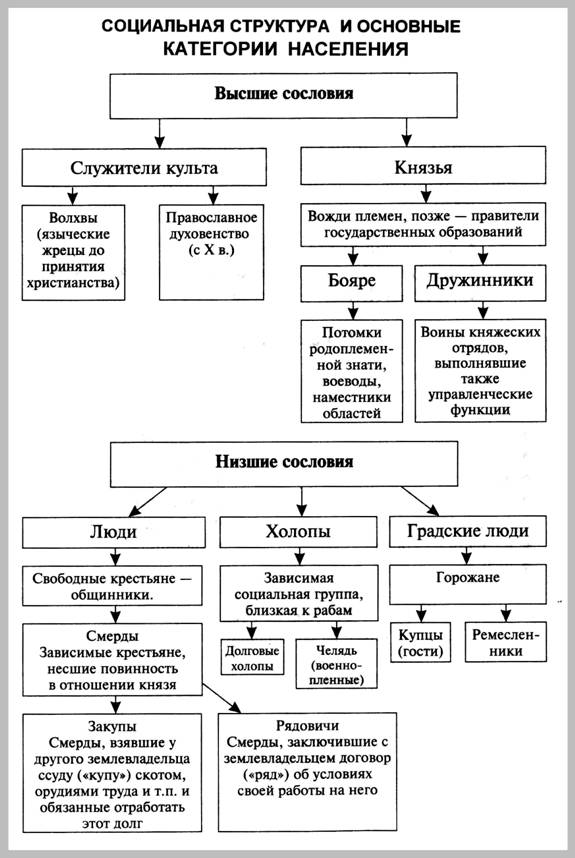 СОЦИАЛЬНАЯ СТРУКТУРА И ОСНОВНЫЕ
КАТЕГОРИИ НАСЕЛЕНИЯ
Высшие сословия
Служители культа
Волхвы
(языческие
жрецы до
принятия
христианства)
Православное
духовенство
(с X в.)
Князья
Вожди племен, позже — правители
государственных образований
Бояре
Потомки
родоплемен-
ной знати,
воеводы,
наместники
областей
Дружинники
Воины княжеских
отрядов,
выполнявшие
также
управленческие
функции
Низшие сословия
Люди
Свободные крестьяне —
общинники.
Смерды
Зависимые крестьяне,
несшие повинность
в отношении князя
Закупы
Смерды, взявшие у
другого землевладельца
ссуду («купу») скотом,
орудиями труда и т.п. и
обязанные отработать
этот долг
Рядовичи
Смерды, заключившие с
землевладельцем договор
(«ряд») об условиях
своей работы на него
Холопы
Зависимая
социальная группа,
близкая к рабам
Долговые
холопы
Челядь
(военно-
пленные)
Градские люди
Горожане
Купцы
(гости)
Ремеслен-
ники